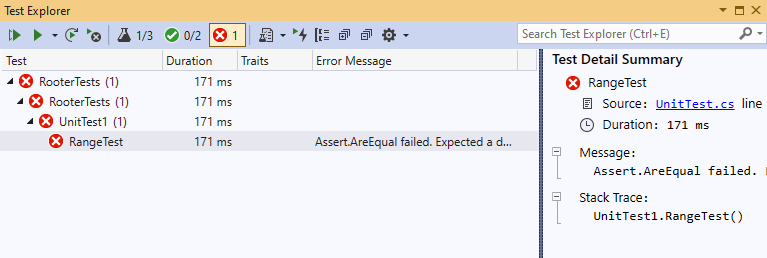 Test Explorer
1/3 0/2 1 Search Test Explorer (Ctrl+E)
Test Duration Traits Error Message
RooterTests (1) 171 ms
RooterTests (1) 171 ms
UnitTest1 (1) 171 ms
RangeTest 171 ms Assert.AreEqual failed. Expected a d...
Test Detail Summary
RangeTest
Source: UnitTest.cs line
Duration: 171 ms
Message:
Assert.AreEqual failed.
Stack Trace:
UnitTest1.RangeTest()